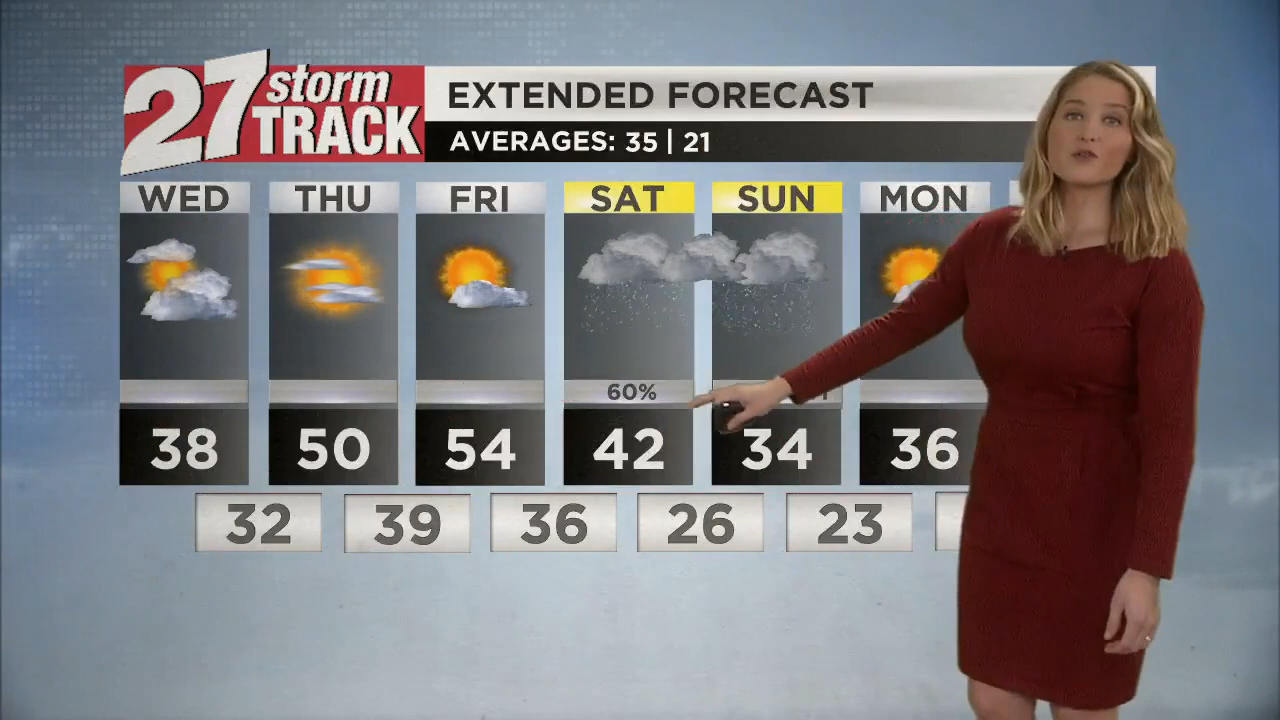 27 storm TRACK
EXTENDED FORECAST
AVERAGES: 35 | 21
WED THU FRI SAT SUN MON
60%
38 50 54 42 34 36
32 39 36 26 23